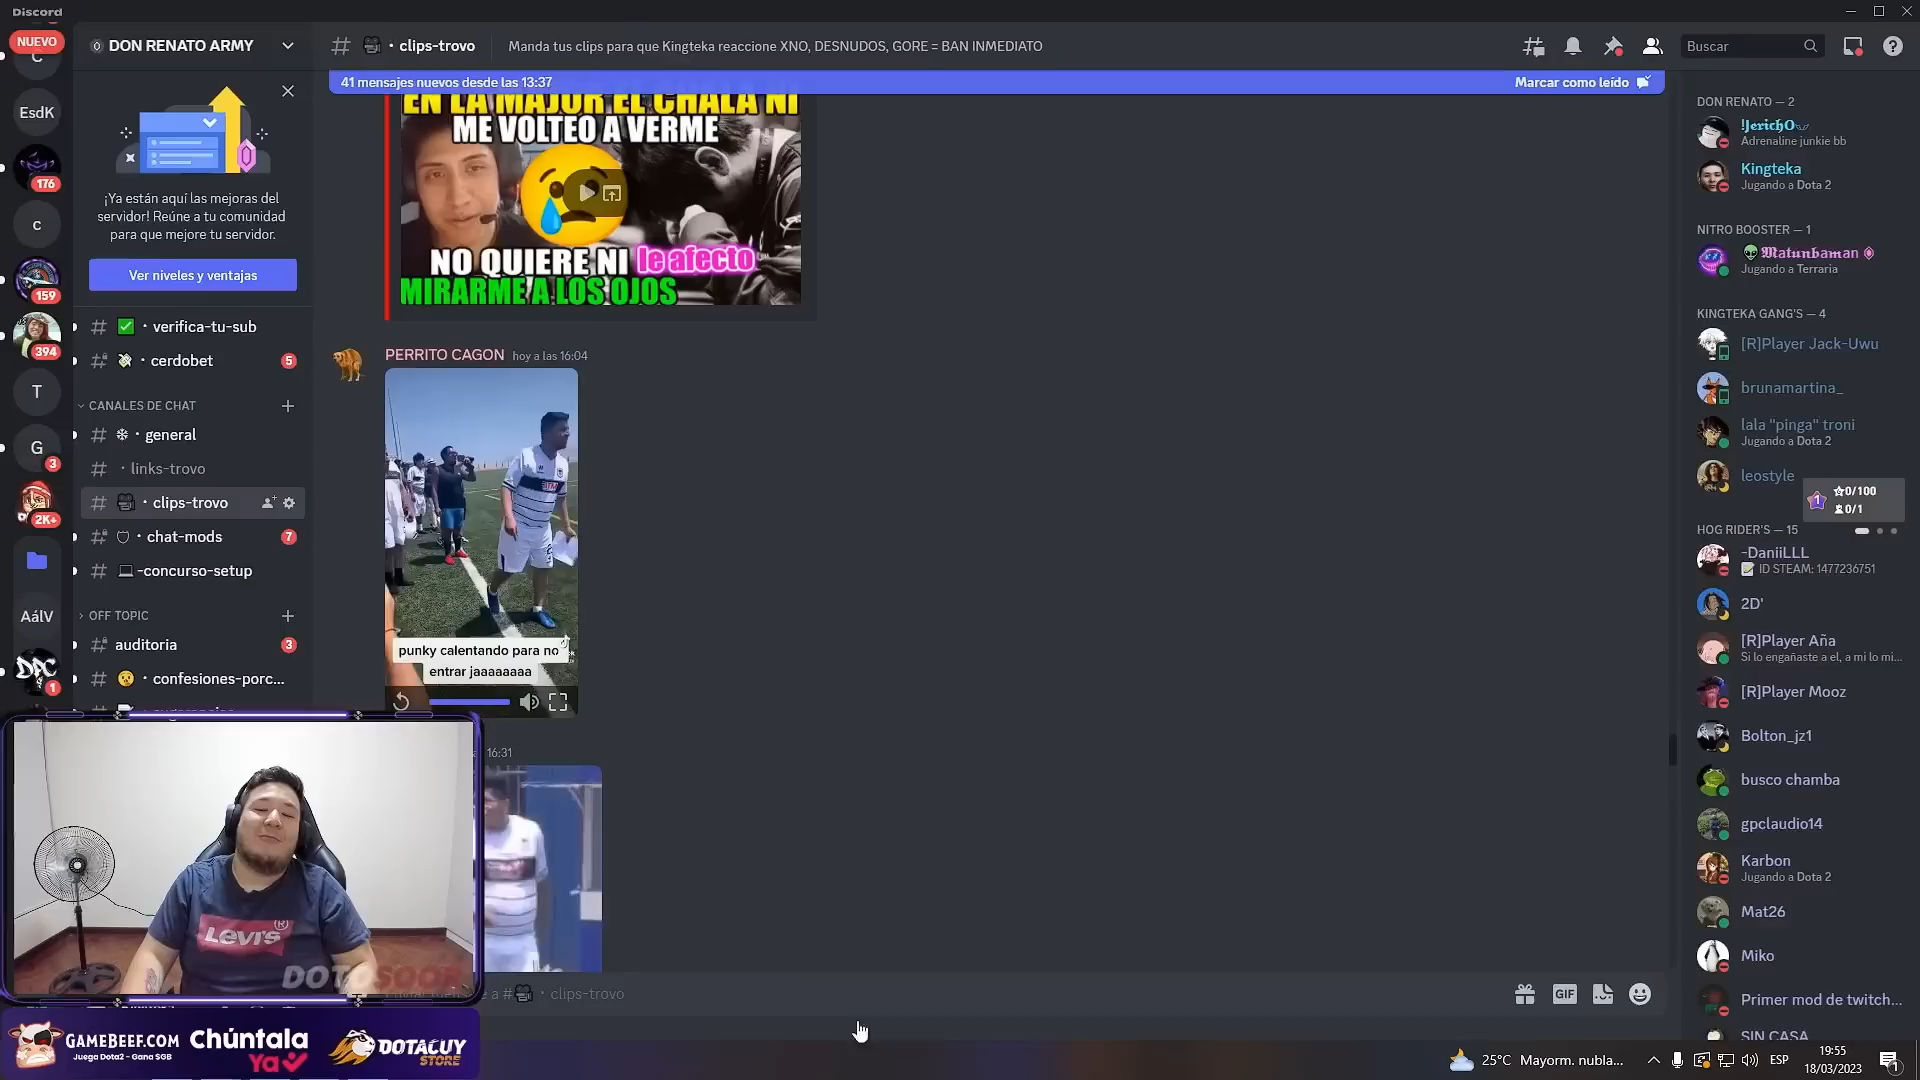 Discord
NUEVO
C
EsdK
176
c
159
394
T
G
3
2K+
AálV
DAC
1
DON RENATO ARMY
¡Ya están aquí las mejoras del
servidor! Reúne a tu comunidad
para que mejore tu servidor.
Ver niveles y ventajas
verifica-tu-sub
cerdobet
5
CANALES DE CHAT
general
links-trovo
clips-trovo
chat-mods
7
-concurso-setup
OFF TOPIC
auditoria
3
confesiones-porc...
clips-trovo
Manda tus clips para que Kingteka reaccione XNO, DESNUDOS, GORE = BAN INMEDIATO
Buscar
41 mensajes nuevos desde las 13:37
Marcar como leído
EN LA MAJOR EL CHALA NI
ME VOLTEO A VERME
NO QUIERE NI le afecto
MIRARME A LOS OJOS
PERRITO CAGON hoy a las 16:04
punky calentando para no
entrar jaaaaaaaa
16:31
Levi's
DOTOSOOR
a # clips-trovo
GIF
GAMEBEEF.COM
Juega Dota2 - Gana $GB
Chúntala
Ya
DOTACUY
STORE
DON RENATO — 2
!JerichO
Adrenaline junkie bb
Kingteka
Jugando a Dota 2
NITRO BOOSTER — 1
Matunbaman
Jugando a Terraria
KINGTEKA GANG'S — 4
[R]Player Jack-Uwu
brunamartina_
lala "pinga" troni
Jugando a Dota 2
leostyle
1
0/100
0/1
HOG RIDER'S — 15
-DaniiLLL
ID STEAM: 1477236751
2D'
[R]Player Aña
Si lo engañaste a el, a mi lo mi...
[R]Player Mooz
Bolton_jz1
busco chamba
gpclaudio14
Karbon
Jugando a Dota 2
Mat26
Miko
Primer mod de twitch...
SIN CASA
25°C Mayorm. nubla...
ESP
19:55
18/03/2023
1